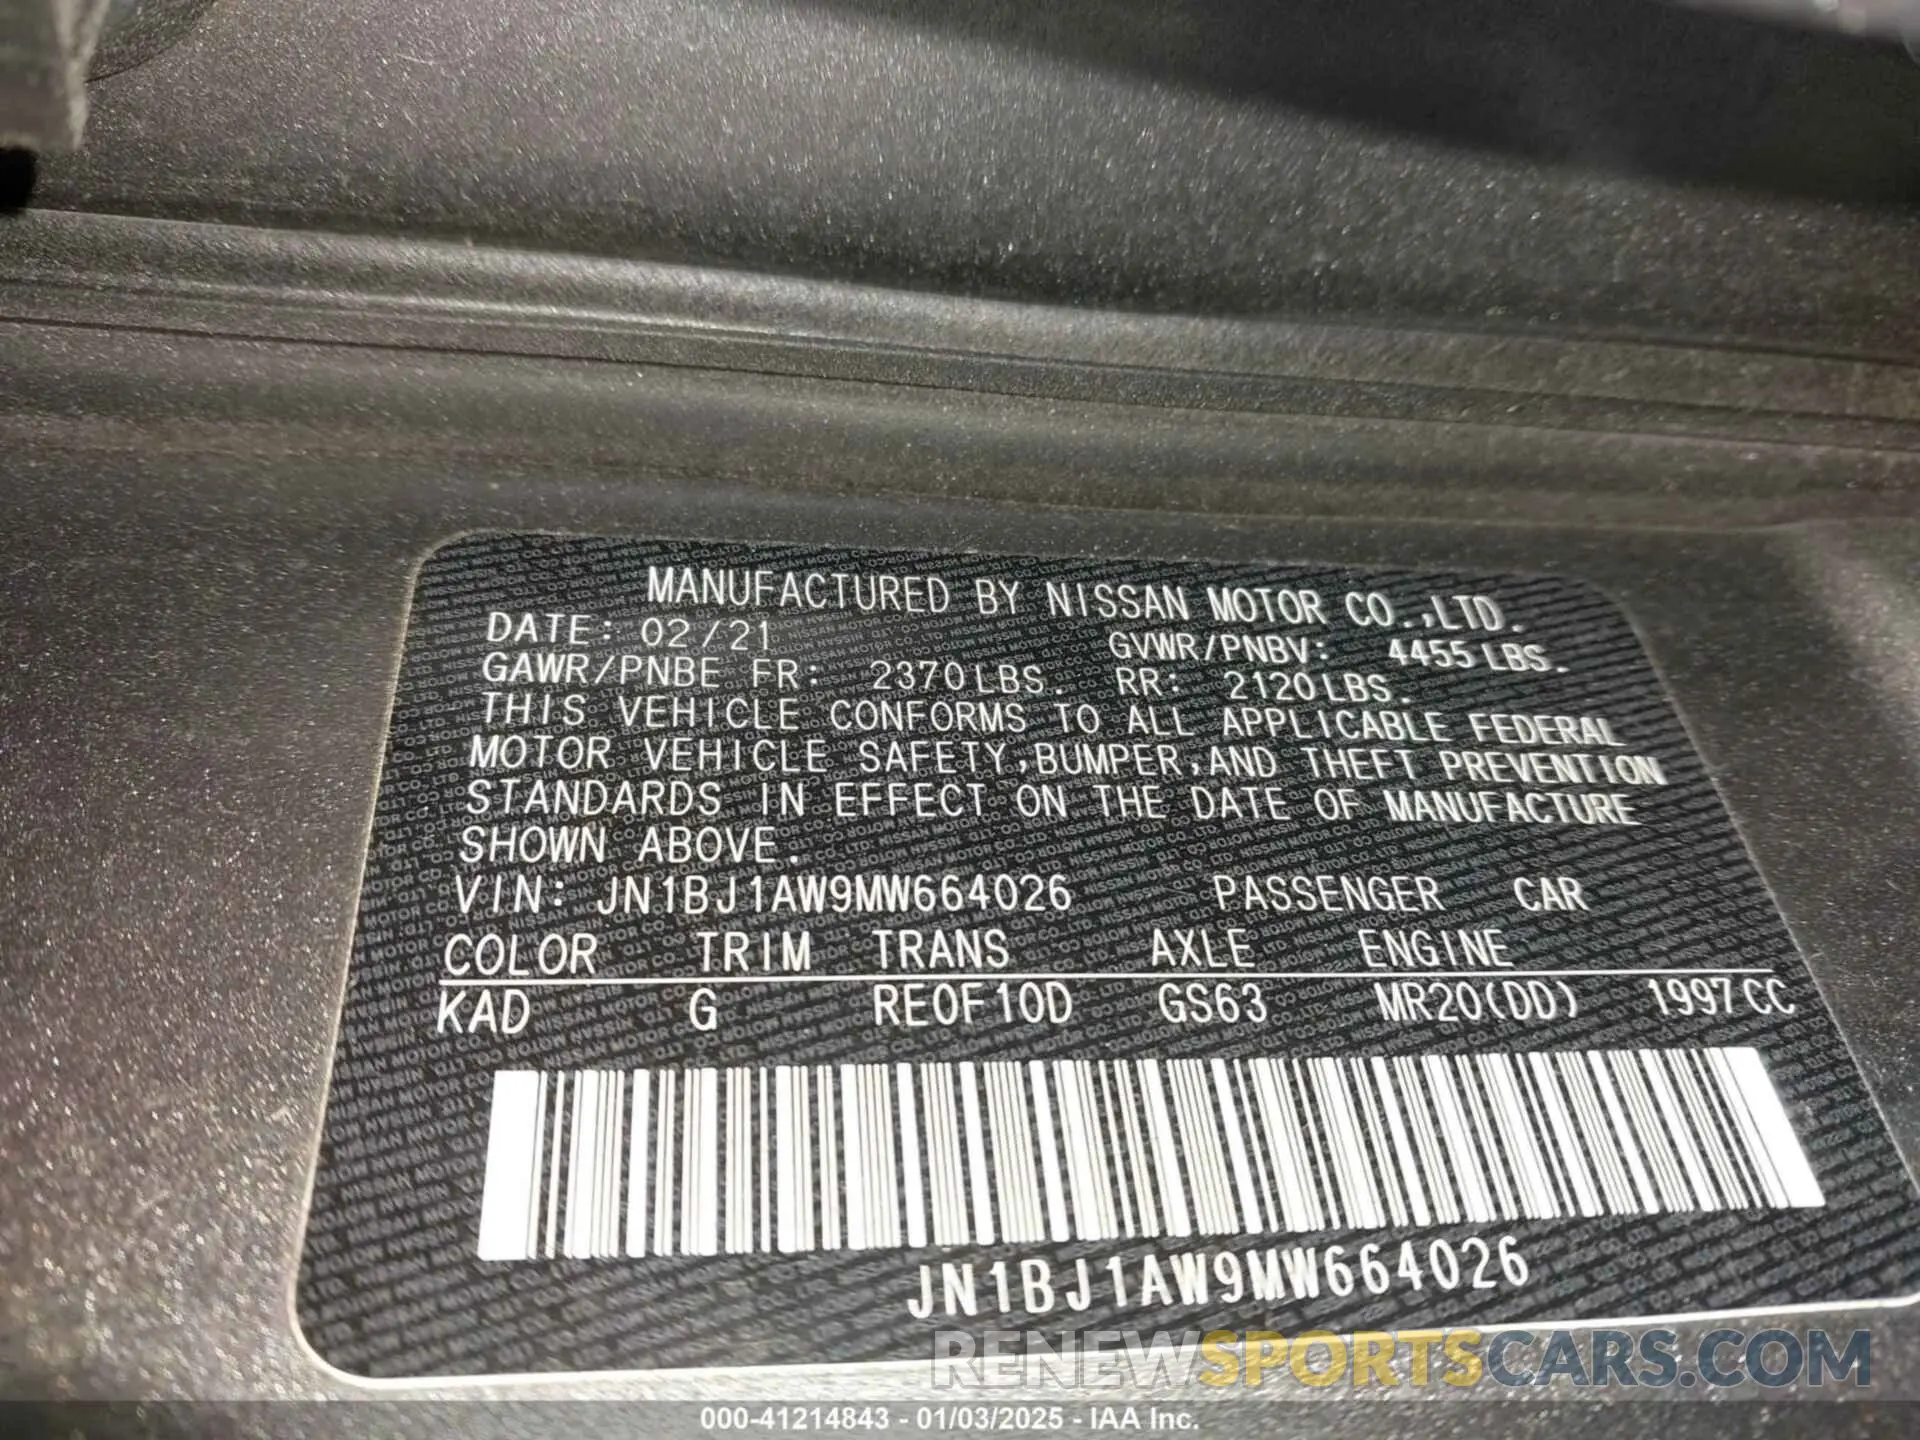 MANUFACTURED BY NISSAN MOTOR CO.,LTD.
DATE: 02/21 GVWR/PNBV: 4455 LBS.
GAWR/PNBE FR: 2370 LBS. RR: 2120 LBS.
THIS VEHICLE CONFORMS TO ALL APPLICABLE FEDERAL
MOTOR VEHICLE SAFETY,BUMPER,AND THEFT PREVENTION
STANDARDS IN EFFECT ON THE DATE OF MANUFACTURE
SHOWN ABOVE.
VIN: JN1BJ1AW9MW664026 PASSENGER CAR
COLOR TRIM TRANS AXLE ENGINE
KAD G RE0F10D GS63 MR20(DD) 1997 CC
JN1BJ1AW9MW664026
RENEWSPORTSCARS.COM
000-41214843 - 01/03/2025 - IAA Inc.